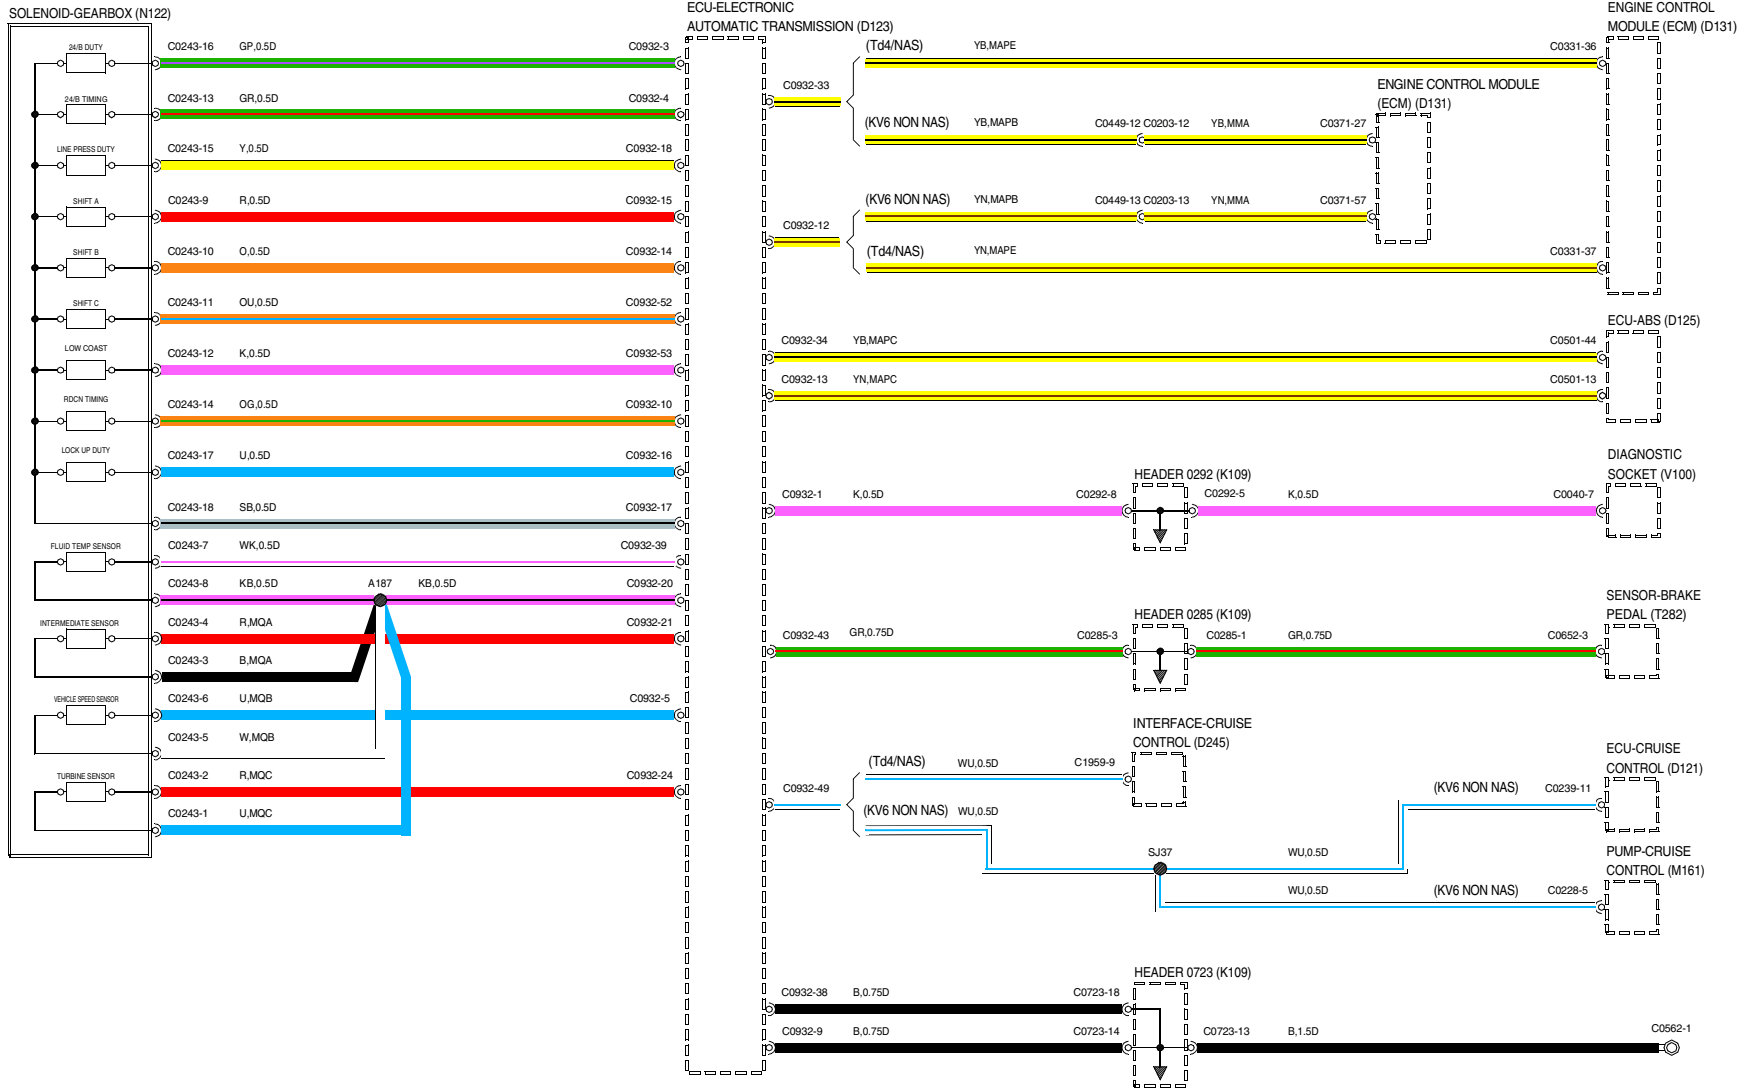 SOLENOID-GEARBOX (N122)
24/B DUTY
C0243-16 GP,0.5D C0932-3
24/B TIMING
C0243-13 GR,0.5D C0932-4
LINE PRESS DUTY
C0243-15 Y,0.5D C0932-18
SHIFT A
C0243-9 R,0.5D C0932-15
SHIFT B
C0243-10 O,0.5D C0932-14
SHIFT C
C0243-11 OU,0.5D C0932-52
LOW COAST
C0243-12 K,0.5D C0932-53
RDCN TIMING
C0243-14 OG,0.5D C0932-10
LOCK UP DUTY
C0243-17 U,0.5D C0932-16
C0243-18 SB,0.5D C0932-17
FLUID TEMP SENSOR
C0243-7 WK,0.5D C0932-39
C0243-8 KB,0.5D A187 KB,0.5D C0932-20
INTERMEDIATE SENSOR
C0243-4 R,MQA C0932-21
C0243-3 B,MQA
VEHICLE SPEED SENSOR
C0243-6 U,MQB C0932-5
C0243-5 W,MQB
TURBINE SENSOR
C0243-2 R,MQC C0932-24
C0243-1 U,MQC
ECU-ELECTRONIC
AUTOMATIC TRANSMISSION (D123)
ENGINE CONTROL
MODULE (ECM) (D131)
C0932-33
(Td4/NAS) YB,MAPE C0331-36
ENGINE CONTROL MODULE
(ECM) (D131)
(KV6 NON NAS) YB,MAPB C0449-12 C0203-12 YB,MMA C0371-27
C0932-12
(KV6 NON NAS) YN,MAPB C0449-13 C0203-13 YN,MMA C0371-57
(Td4/NAS) YN,MAPE C0331-37
ECU-ABS (D125)
C0932-34 YB,MAPC C0501-44
C0932-13 YN,MAPC C0501-13
DIAGNOSTIC
SOCKET (V100)
HEADER 0292 (K109)
C0932-1 K,0.5D C0292-8 C0292-5 K,0.5D C0040-7
SENSOR-BRAKE
PEDAL (T282)
HEADER 0285 (K109)
C0932-43 GR,0.75D C0285-3 C0285-1 GR,0.75D C0652-3
INTERFACE-CRUISE
CONTROL (D245)
C0932-49
(Td4/NAS) WU,0.5D C1959-9
(KV6 NON NAS) WU,0.5D
ECU-CRUISE
CONTROL (D121)
(KV6 NON NAS) C0239-11
SJ37 WU,0.5D
PUMP-CRUISE
CONTROL (M161)
WU,0.5D (KV6 NON NAS) C0228-5
HEADER 0723 (K109)
C0932-38 B,0.75D C0723-18
C0932-9 B,0.75D C0723-14 C0723-13 B,1.5D C0562-1